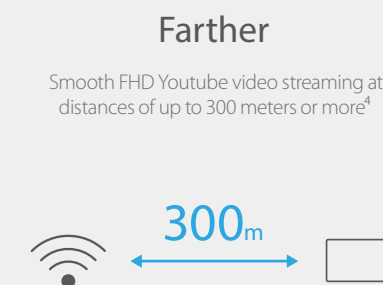 Farther
Smooth FHD Youtube video streaming at
distances of up to 300 meters or more⁴
300m